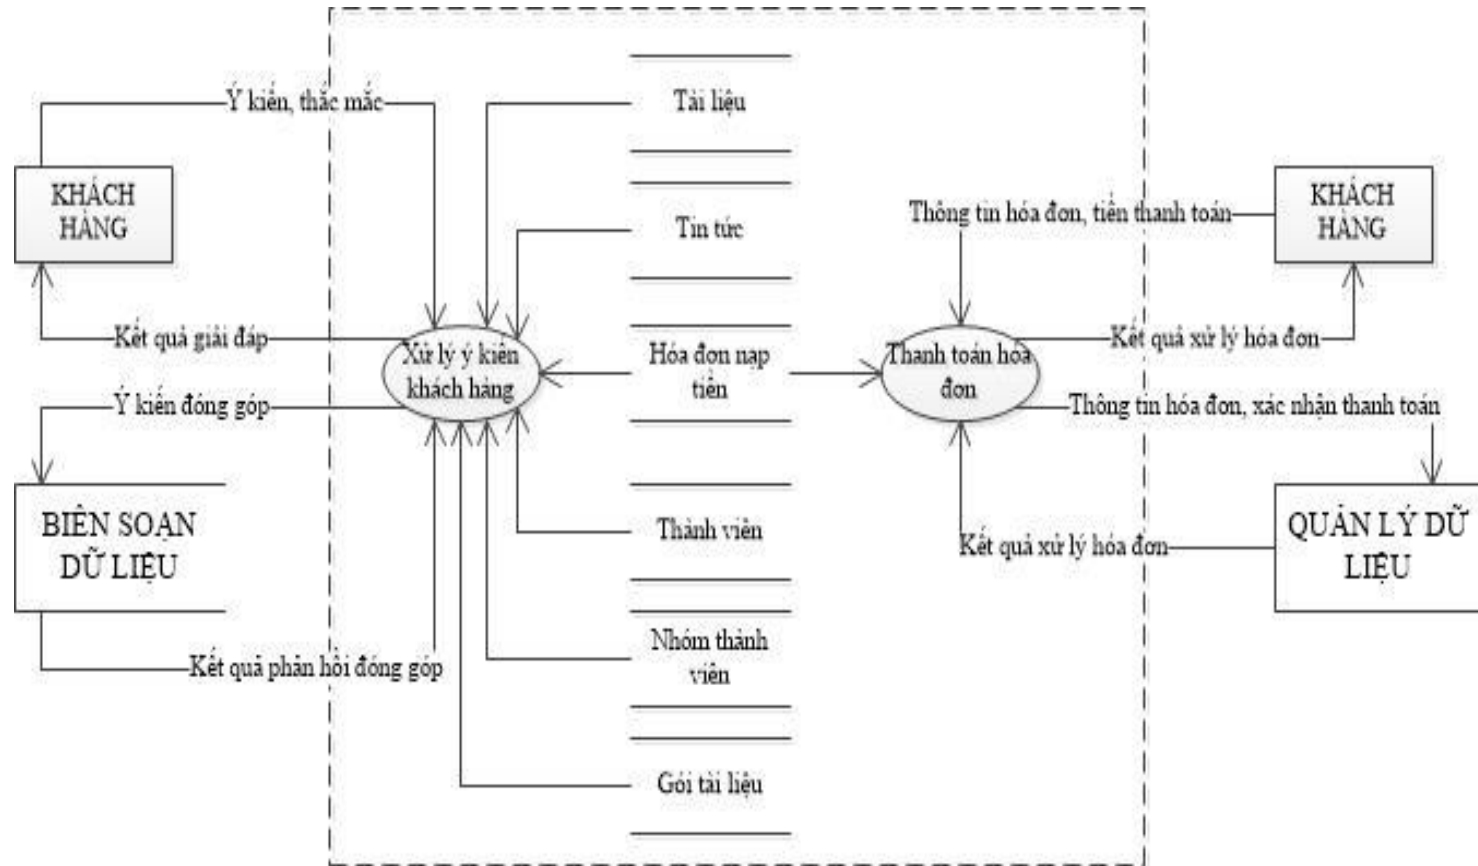 Ý kiến, thắc mắc
Tài liệu
KHÁCH
HÀNG
KHÁCH
HÀNG
Thông tin hóa đơn, tiền thanh toán
Tin tức
Kết quả giải đáp
Xử lý ý kiến
khách hàng
Hóa đơn nạp
tiền
Thanh toán hóa
đơn
Kết quả xử lý hóa đơn
Ý kiến đóng góp
Thông tin hóa đơn, xác nhận thanh toán
BIÊN SOẠN
DỮ LIỆU
Thành viên
Kết quả xử lý hóa đơn
QUẢN LÝ DỮ
LIỆU
Kết quả phản hồi đóng góp
Nhóm thành
viên
Gói tài liệu